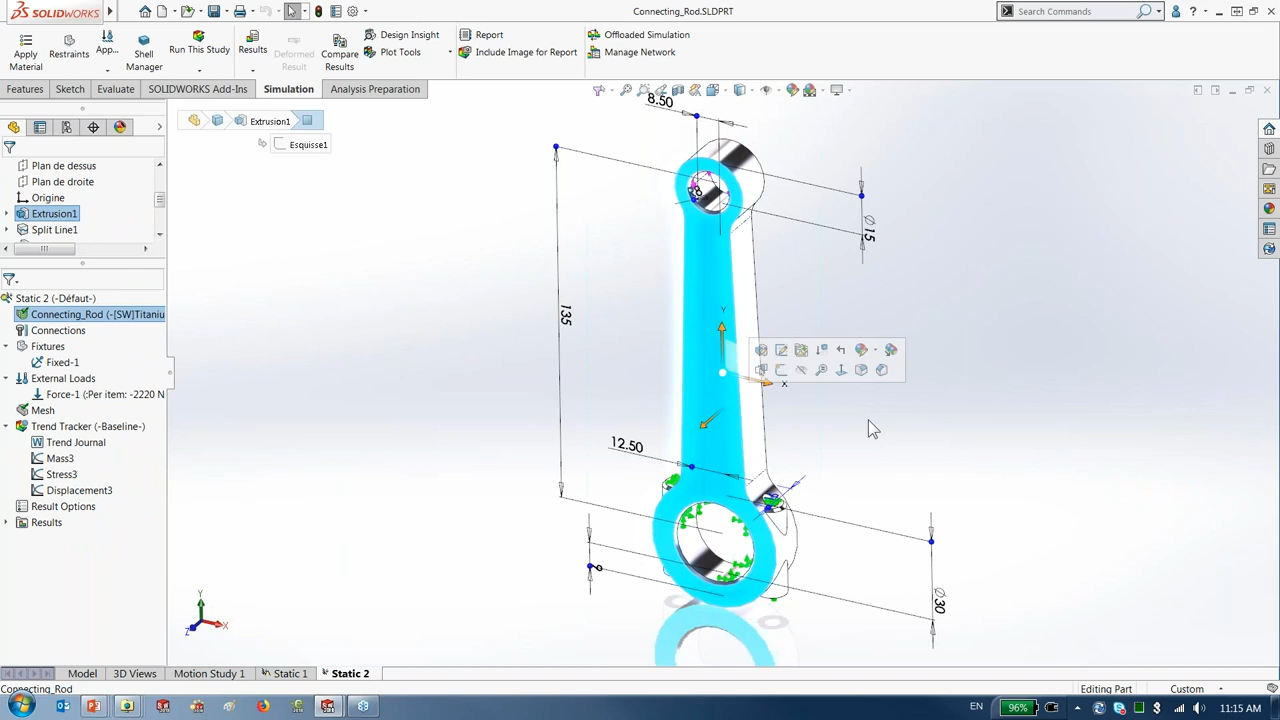 SOLIDWORKS
Connecting_Rod.SLDPRT
Search Commands
Apply
Material
Restraints
App...
Shell
Manager
Run This Study
Results
Deformed
Result
Compare
Results
Design Insight
Plot Tools
Report
Include Image for Report
Offloaded Simulation
Manage Network
Features
Sketch
Evaluate
SOLIDWORKS Add-Ins
Simulation
Analysis Preparation
Extrusion1
Esquisse1
Plan de dessus
Plan de droite
Origine
Extrusion1
Split Line1
Static 2 (-Défaut-)
Connecting_Rod (-[SW]Titaniu
Connections
Fixtures
Fixed-1
External Loads
Force-1 (:Per item: -2220 N
Mesh
Trend Tracker (-Baseline-)
Trend Journal
Mass3
Stress3
Displacement3
Result Options
Results
8.50
∅15
135
Y
X
12.50
∅30
Y
X
Z
Model
3D Views
Motion Study 1
Static 1
Static 2
Connecting_Rod
Editing Part
Custom
EN
96%
11:15 AM